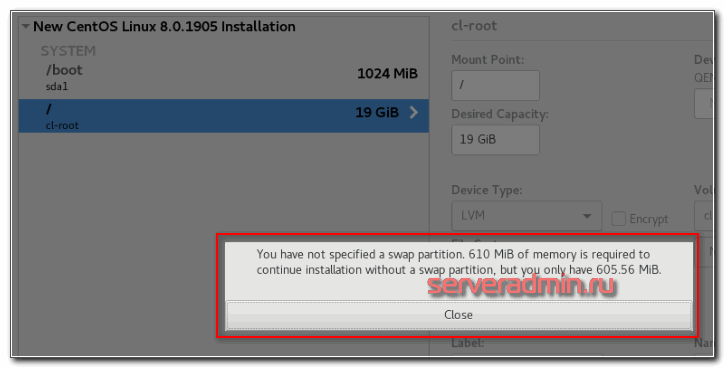 New CentOS Linux 8.0.1905 Installation
cl-root
SYSTEM
/boot
1024 MiB
sda1
/
19 GiB
cl-root
Mount Point:
/
Desired Capacity:
19 GiB
Device Type:
LVM
Encrypt
You have not specified a swap partition. 610 MiB of memory is required to
continue installation without a swap partition, but you only have 605.56 MiB.
serveradmin.ru
Close
Label: